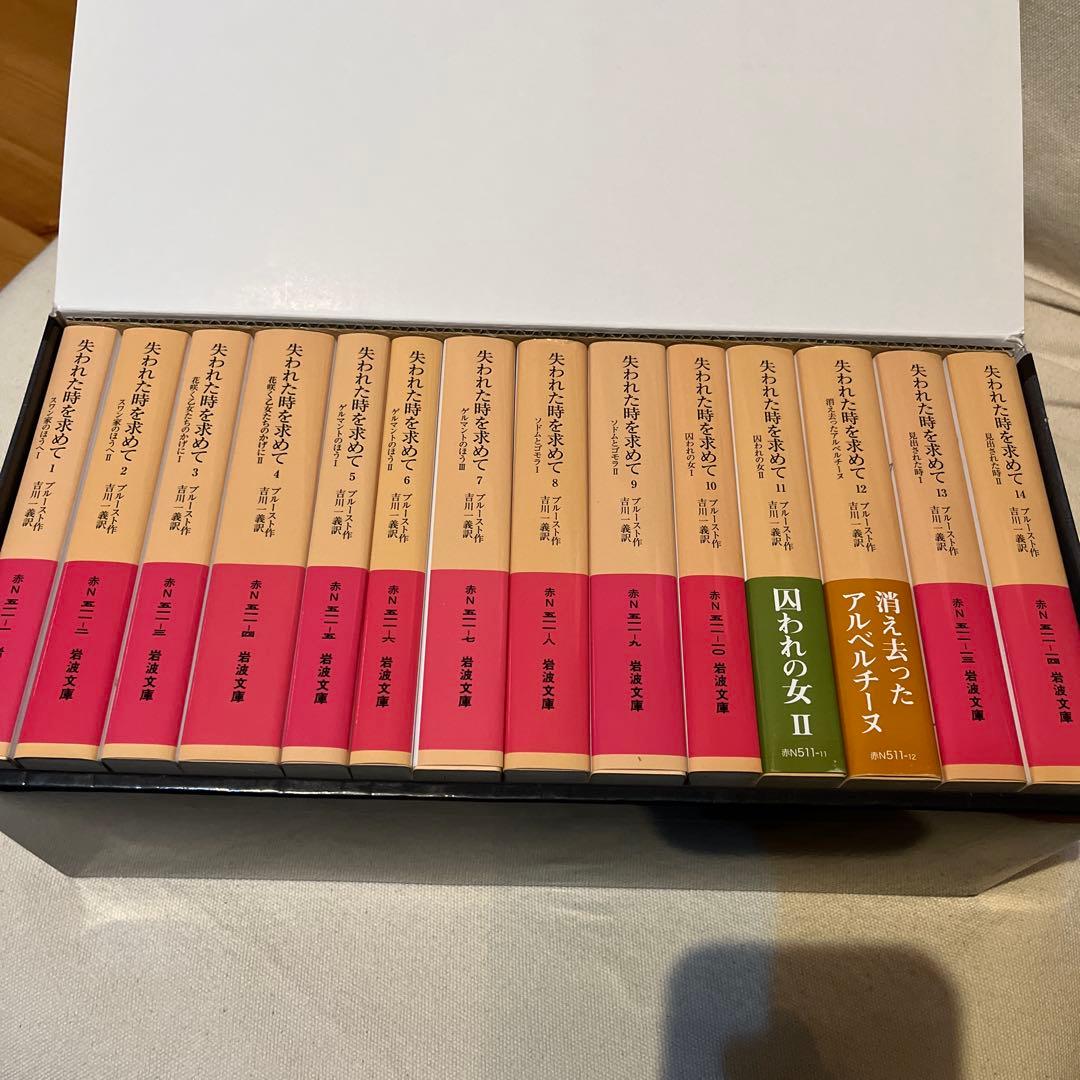 失われた時を求めて 1
スワン家のほうへI
プルースト作
吉川一義訳
赤N 五一一-一
失われた時を求めて 2
スワン家のほうへII
プルースト作
吉川一義訳
赤N 五一一-二 岩波文庫
失われた時を求めて 3
花咲く乙女たちのかげにI
プルースト作
吉川一義訳
赤N 五一一-三 岩波文庫
失われた時を求めて 4
花咲く乙女たちのかげにII
プルースト作
吉川一義訳
赤N 五一一-四 岩波文庫
失われた時を求めて 5
ゲルマントのほうI
プルースト作
吉川一義訳
赤N 五一一-五 岩波文庫
失われた時を求めて 6
ゲルマントのほうII
プルースト作
吉川一義訳
赤N 五一一-六 岩波文庫
失われた時を求めて 7
ゲルマントのほうIII
プルースト作
吉川一義訳
赤N 五一一-七 岩波文庫
失われた時を求めて 8
ソドムとゴモラI
プルースト作
吉川一義訳
赤N 五一一-八 岩波文庫
失われた時を求めて 9
ソドムとゴモラII
プルースト作
吉川一義訳
赤N 五一一-九 岩波文庫
失われた時を求めて 10
囚われの女I
プルースト作
吉川一義訳
赤N 五一一-一〇 岩波文庫
失われた時を求めて 11
囚われの女II
プルースト作
吉川一義訳
囚われの女 II
赤N511-11
失われた時を求めて 12
消え去ったアルベルチーヌ
プルースト作
吉川一義訳
消え去った
アルベルチーヌ
赤N511-12
失われた時を求めて 13
見出された時I
プルースト作
吉川一義訳
赤N 五一一-一三 岩波文庫
失われた時を求めて 14
見出された時II
プルースト作
吉川一義訳
赤N 五一一-一四 岩波文庫